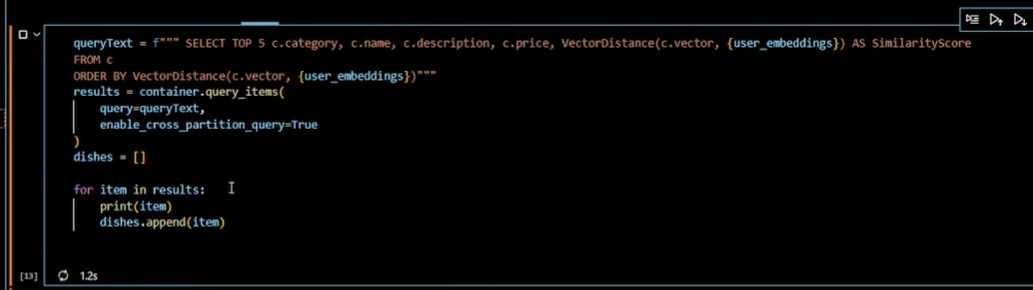 queryText = f""" SELECT TOP 5 c.category, c.name, c.description, c.price, VectorDistance(c.vector, {user_embeddings}) AS SimilarityScore
FROM c
ORDER BY VectorDistance(c.vector, {user_embeddings})"""
results = container.query_items(
    query=queryText,
    enable_cross_partition_query=True
)
dishes = []
for item in results:
    print(item)
    dishes.append(item)
[13] 1.2s